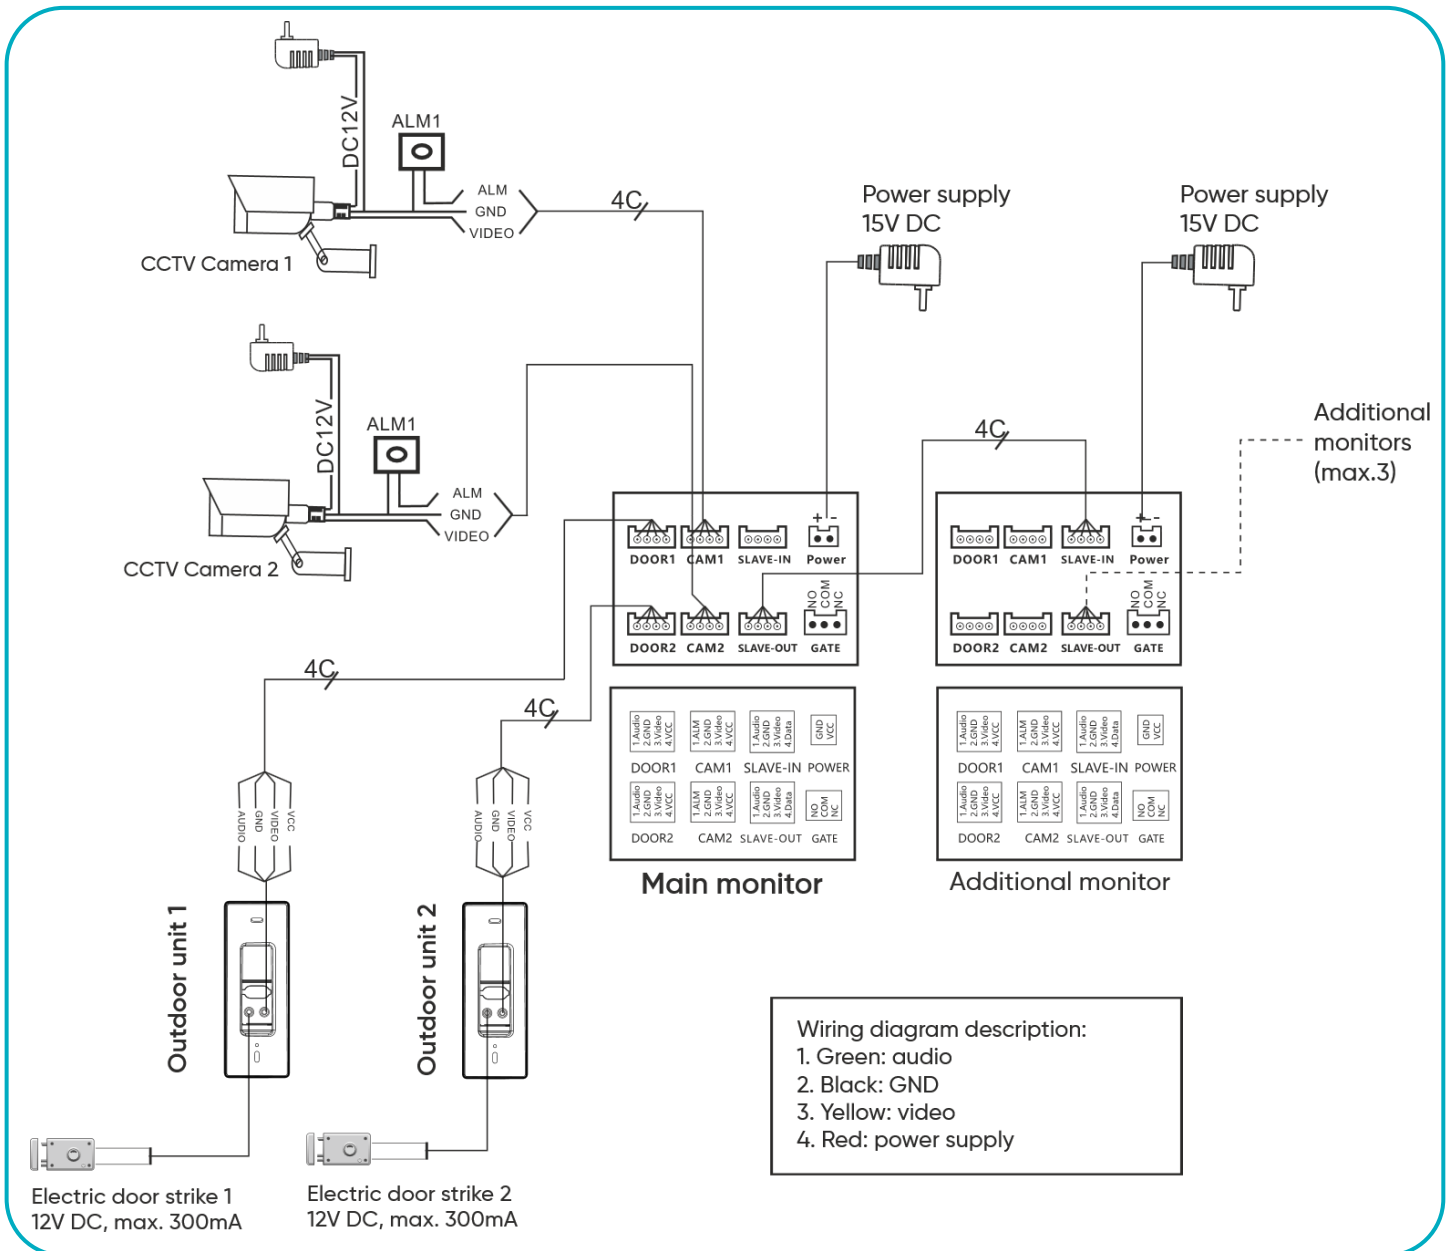 DC12V
ALM1
ALM
GND
VIDEO
4C
CCTV Camera 1
Power supply
15V DC
Power supply
15V DC
DC12V
ALM1
ALM
GND
VIDEO
CCTV Camera 2
4C
Additional
monitors
(max.3)
+ -
DOOR1 CAM1 SLAVE-IN Power
NO
COM
NC
DOOR2 CAM2 SLAVE-OUT GATE
+ -
DOOR1 CAM1 SLAVE-IN Power
NO
COM
NC
DOOR2 CAM2 SLAVE-OUT GATE
4C
4C
1.Audio
2.GND
3.Video
4.VCC
1.ALM
2.GND
3.Video
4.VCC
1.Audio
2.GND
3.Video
4.Data
GND
VCC
DOOR1 CAM1 SLAVE-IN POWER
1.Audio
2.GND
3.Video
4.VCC
1.ALM
2.GND
3.Video
4.VCC
1.Audio
2.GND
3.Video
4.Data
NO
COM
NC
DOOR2 CAM2 SLAVE-OUT GATE
Main monitor
1.Audio
2.GND
3.Video
4.VCC
1.ALM
2.GND
3.Video
4.VCC
1.Audio
2.GND
3.Video
4.Data
GND
VCC
DOOR1 CAM1 SLAVE-IN POWER
1.Audio
2.GND
3.Video
4.VCC
1.ALM
2.GND
3.Video
4.VCC
1.Audio
2.GND
3.Video
4.Data
NO
COM
NC
DOOR2 CAM2 SLAVE-OUT GATE
Additional monitor
AUDIO
GND
VIDEO
VCC
AUDIO
GND
VIDEO
VCC
Outdoor unit 1
Outdoor unit 2
Wiring diagram description:
1. Green: audio
2. Black: GND
3. Yellow: video
4. Red: power supply
Electric door strike 1
12V DC, max. 300mA
Electric door strike 2
12V DC, max. 300mA